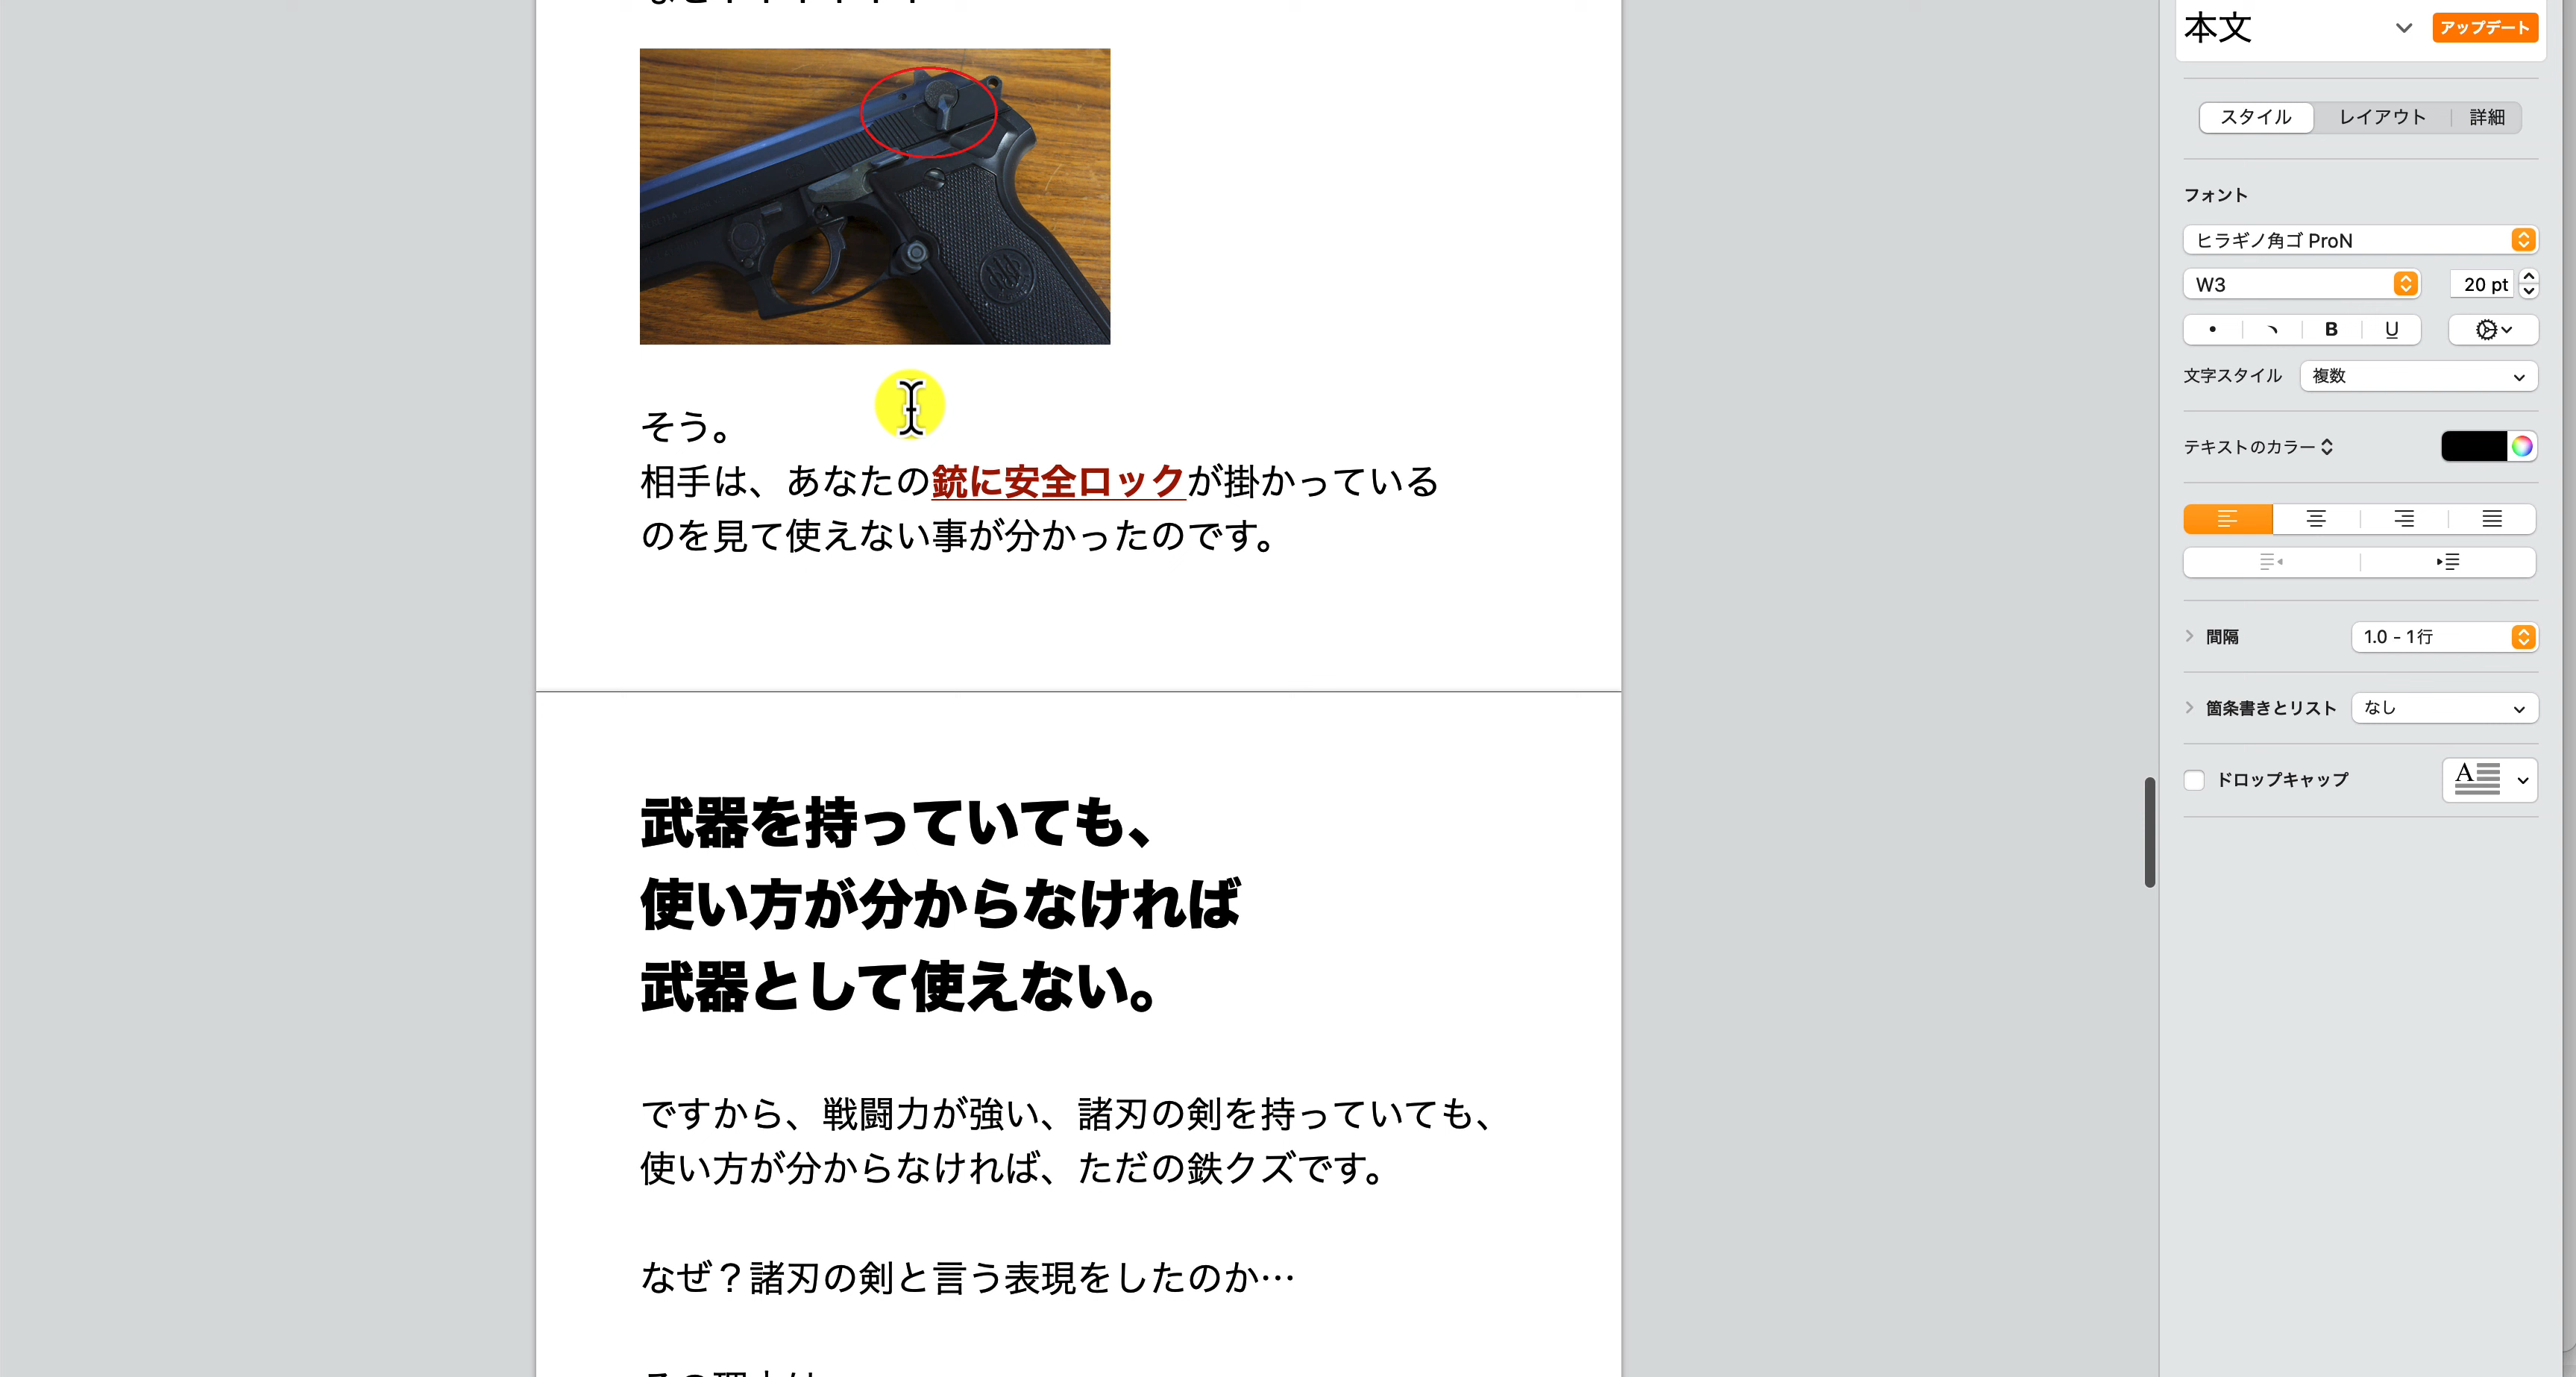 そう。
相手は、あなたの銃に安全ロックが掛かっている
のを見て使えない事が分かったのです。
武器を持っていても、
使い方が分からなければ
武器として使えない。
ですから、戦闘力が強い、諸刃の剣を持っていても、
使い方が分からなければ、ただの鉄クズです。
なぜ？諸刃の剣と言う表現をしたのか…
本文
アップデート
スタイル レイアウト 詳細
フォント
ヒラギノ角ゴ ProN
W3 20 pt
B U
文字スタイル 複数
テキストのカラー
間隔 1.0 - 1行
箇条書きとリスト なし
ドロップキャップ A